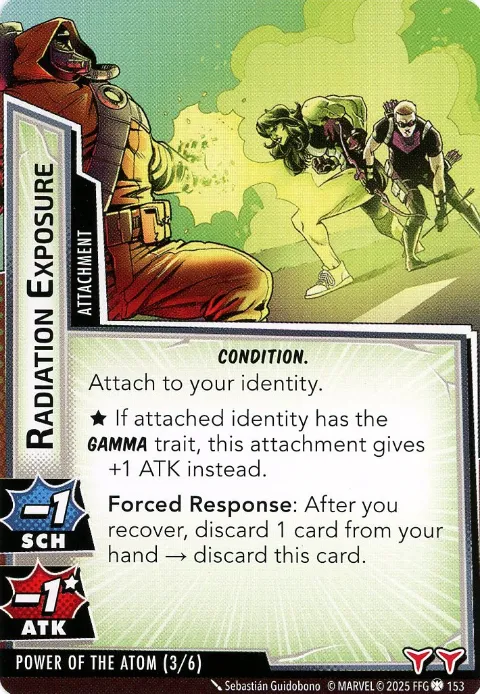 RADIATION EXPOSURE
ATTACHMENT
CONDITION.
Attach to your identity.
★ If attached identity has the
GAMMA trait, this attachment gives
+1 ATK instead.
Forced Response: After you
recover, discard 1 card from your
hand → discard this card.
-1
SCH
-1★
ATK
POWER OF THE ATOM (3/6)
Sebastián Guidobono © MARVEL © 2025 FFG 153